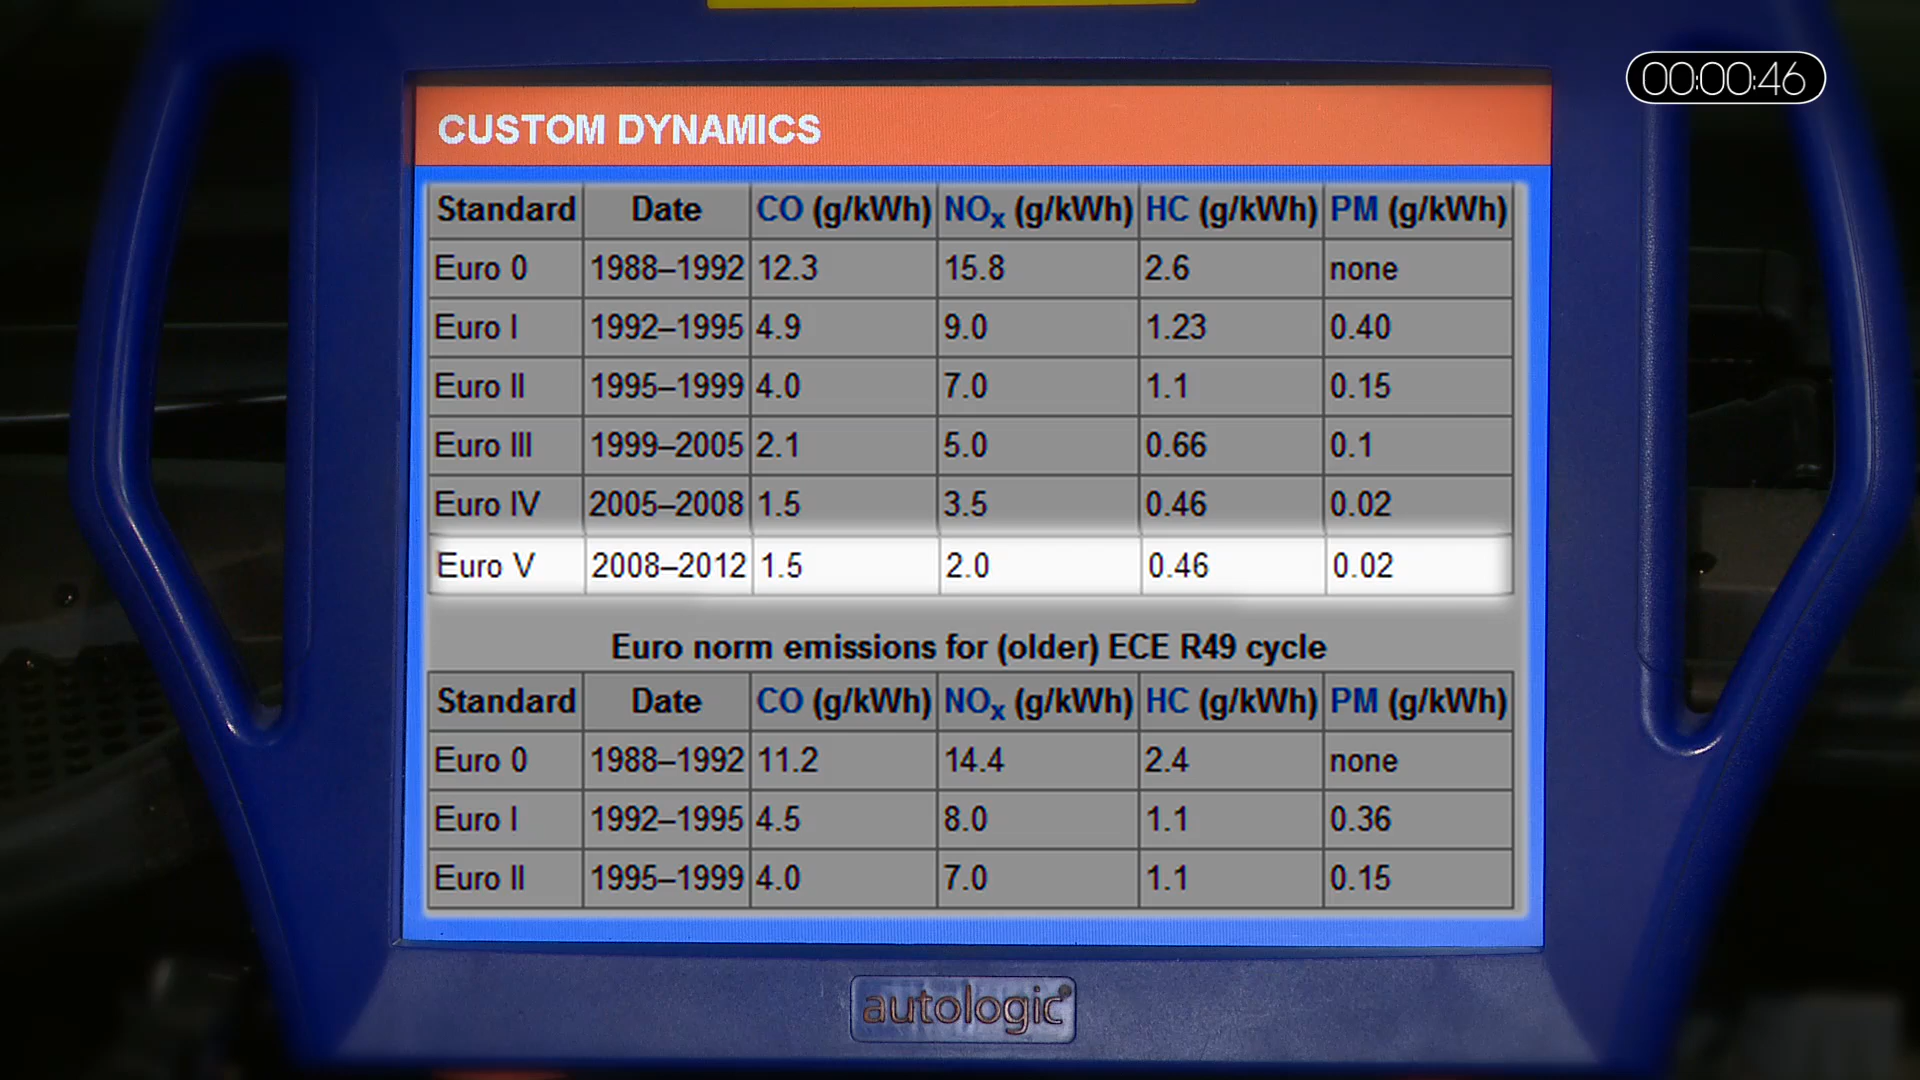 00:00:46
CUSTOM DYNAMICS
Standard Date CO (g/kWh) NOx (g/kWh) HC (g/kWh) PM (g/kWh)
Euro 0 1988–1992 12.3 15.8 2.6 none
Euro I 1992–1995 4.9 9.0 1.23 0.40
Euro II 1995–1999 4.0 7.0 1.1 0.15
Euro III 1999–2005 2.1 5.0 0.66 0.1
Euro IV 2005–2008 1.5 3.5 0.46 0.02
Euro V 2008–2012 1.5 2.0 0.46 0.02
Euro norm emissions for (older) ECE R49 cycle
Standard Date CO (g/kWh) NOx (g/kWh) HC (g/kWh) PM (g/kWh)
Euro 0 1988–1992 11.2 14.4 2.4 none
Euro I 1992–1995 4.5 8.0 1.1 0.36
Euro II 1995–1999 4.0 7.0 1.1 0.15
autologic